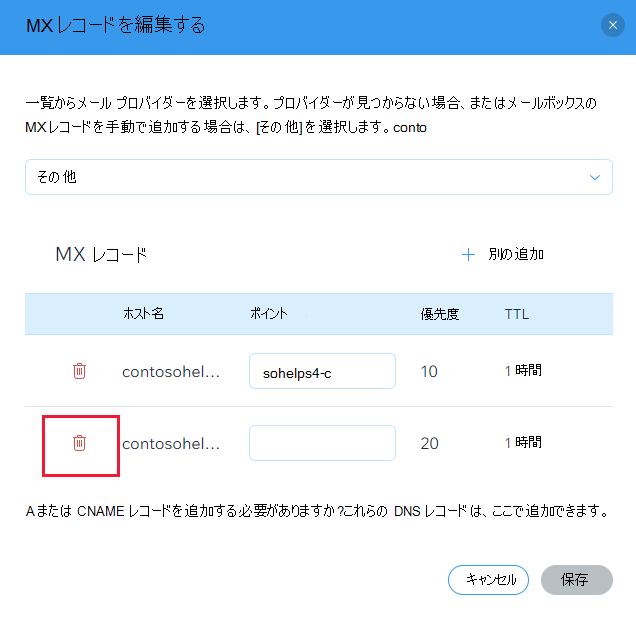 MX レコードを編集する
一覧からメール プロバイダーを選択します。プロバイダーが見つからない場合、またはメールボックスの
MXレコードを手動で追加する場合は、[その他] を選択します。conto
その他
MX レコード
＋ 別の追加
ホスト名 ポイント 優先度 TTL
contosohel... sohelps4-c 10 1 時間
contosohel... 20 1 時間
Aまたは CNAME レコードを追加する必要がありますか?これらの DNS レコードは、ここで追加できます。
キャンセル 保存